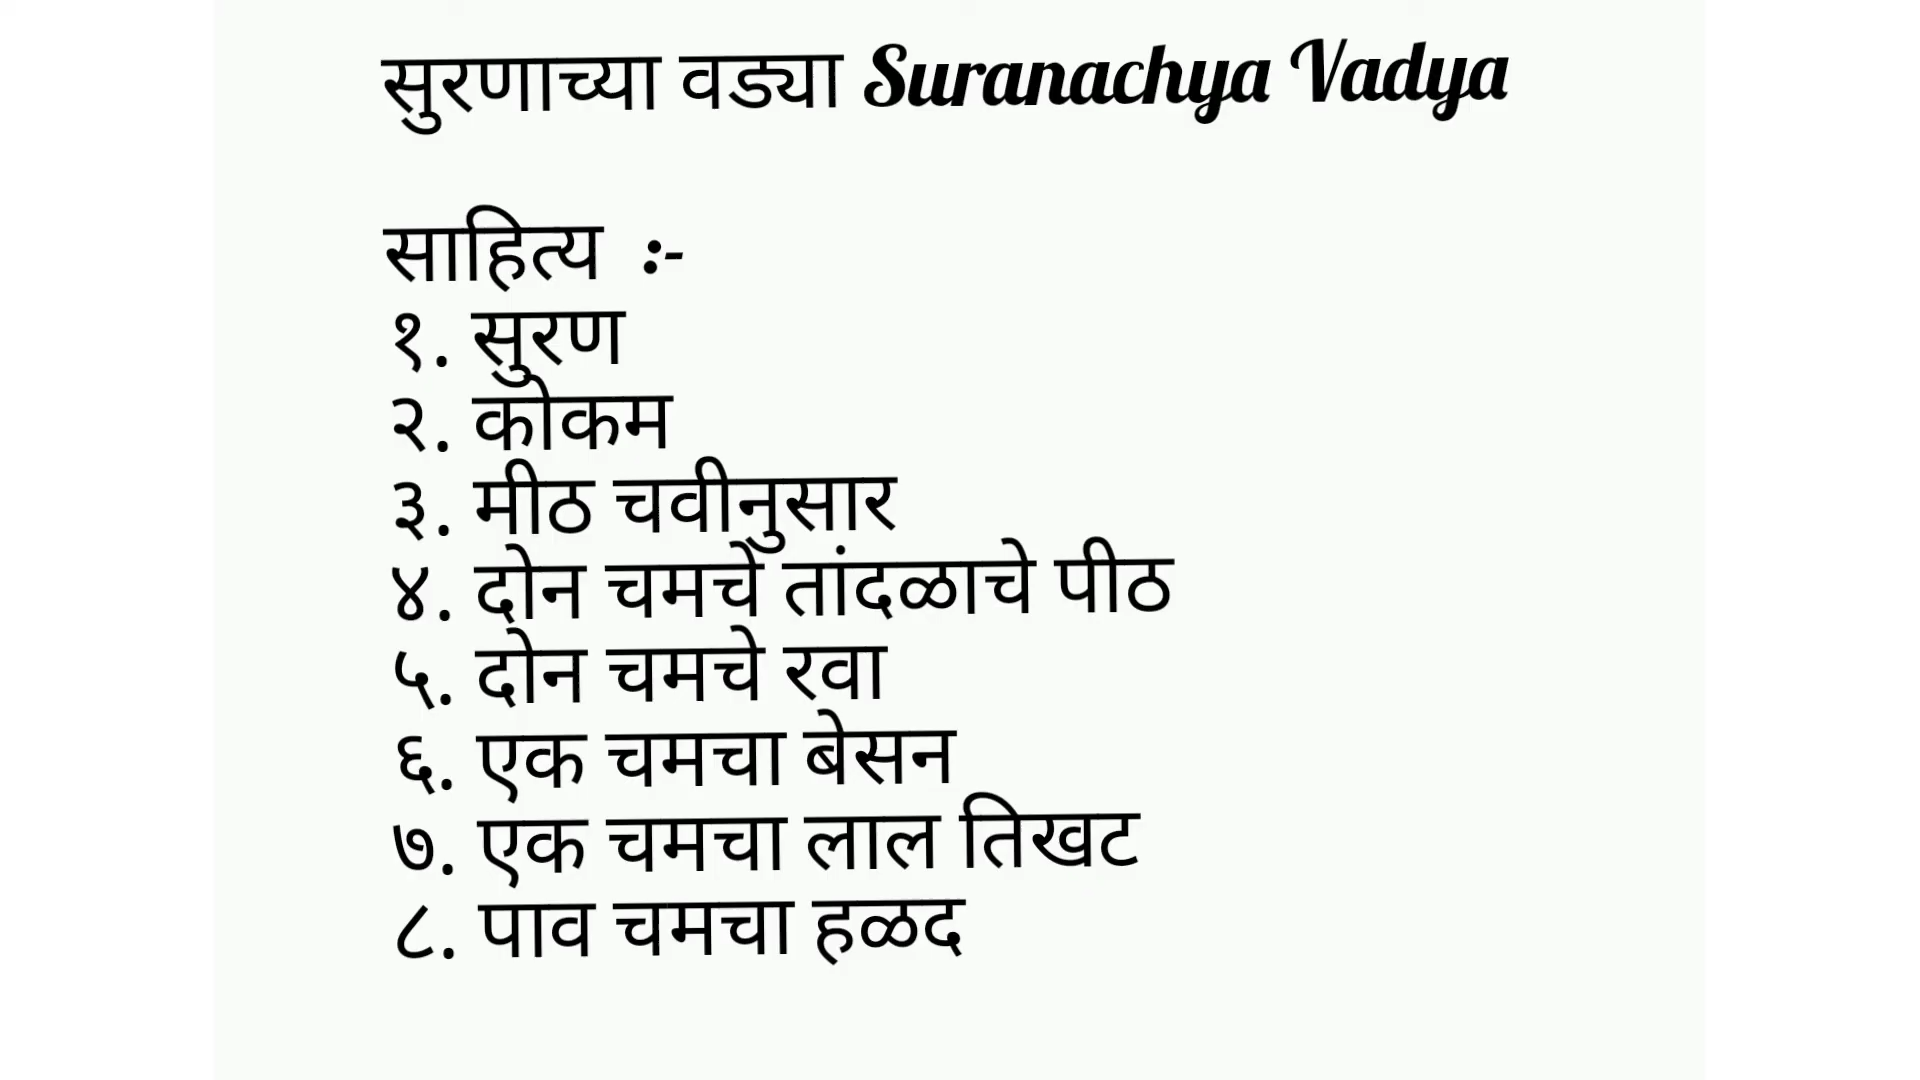 सुरणाच्या वड्या Suranachya Vadya
साहित्य :-
१. सुरण
२. कोकम
३. मीठ चवीनुसार
४. दोन चमचे तांदळाचे पीठ
५. दोन चमचे रवा
६. एक चमचा बेसन
७. एक चमचा लाल तिखट
८. पाव चमचा हळद